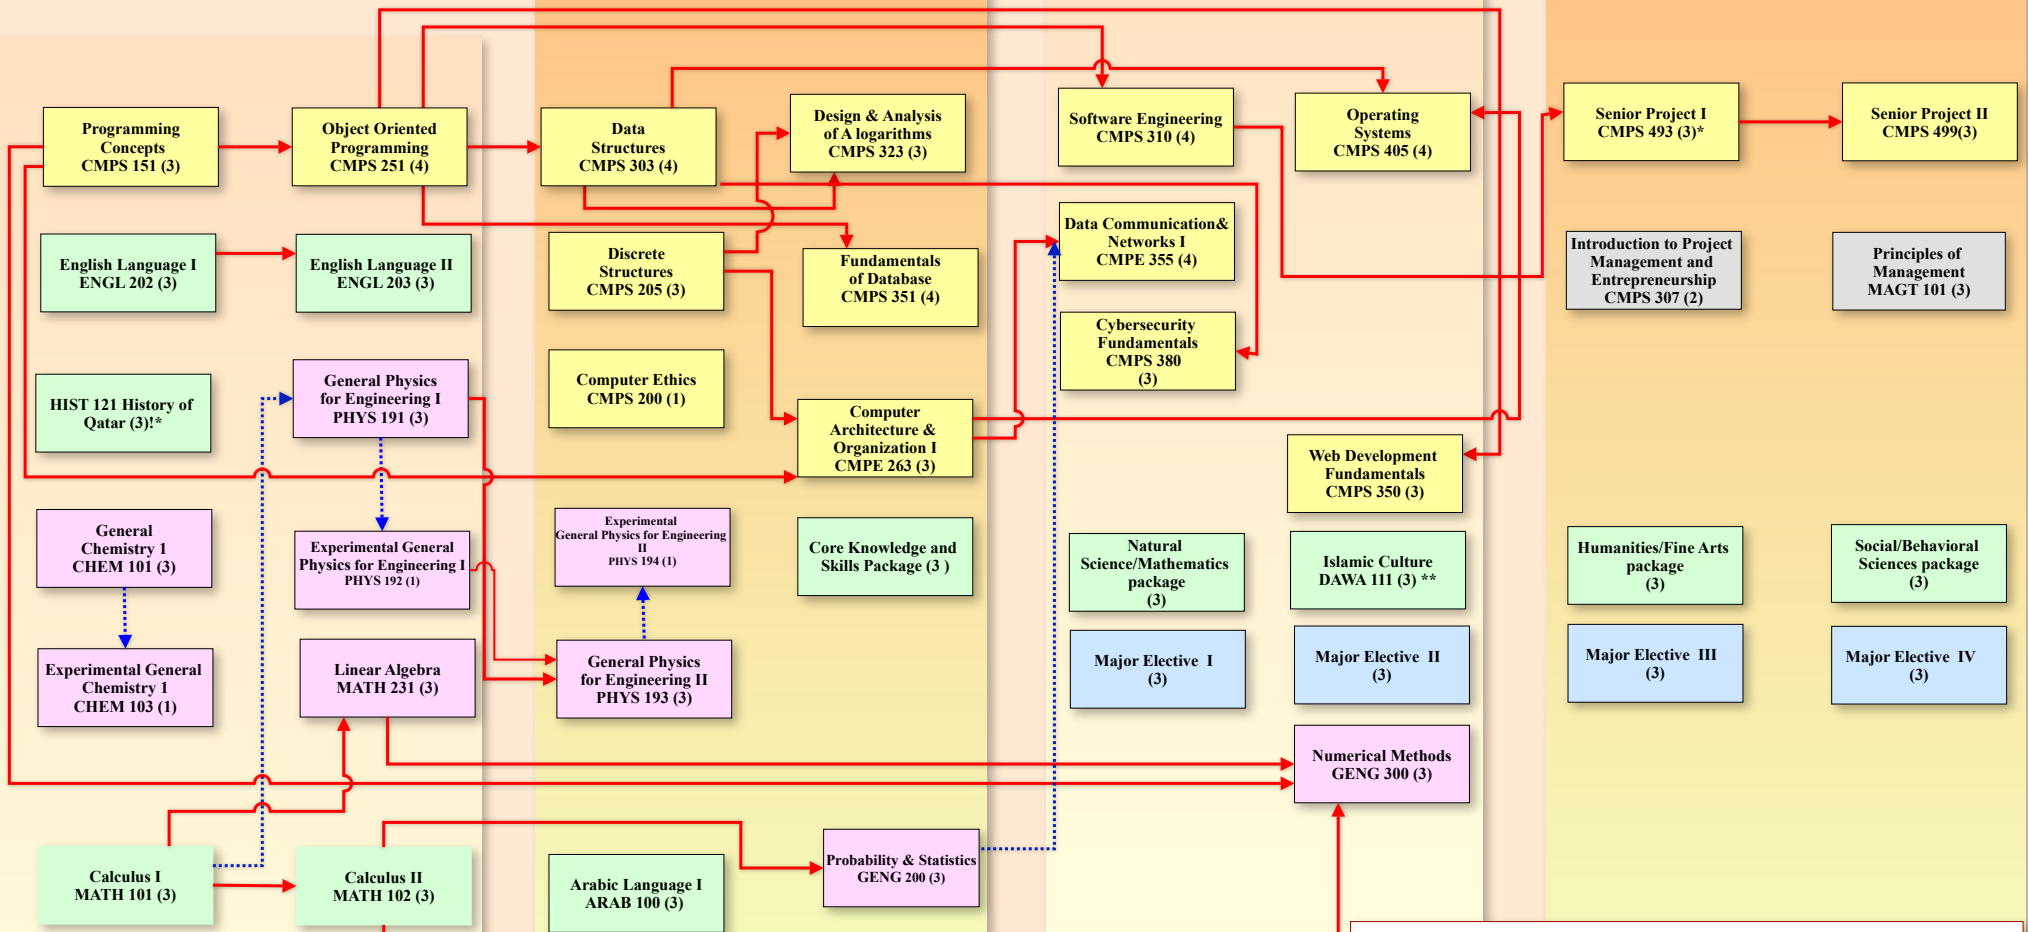 Programming
Concepts
CMPS 151 (3)
Object Oriented
Programming
CMPS 251 (4)
Data
Structures
CMPS 303 (4)
Design & Analysis
of A logarithms
CMPS 323 (3)
Software Engineering
CMPS 310 (4)
Operating
Systems
CMPS 405 (4)
Senior Project I
CMPS 493 (3)*
Senior Project II
CMPS 499(3)
English Language I
ENGL 202 (3)
English Language II
ENGL 203 (3)
Discrete
Structures
CMPS 205 (3)
Fundamentals
of Database
CMPS 351 (4)
Data Communication&
Networks I
CMPE 355 (4)
Introduction to Project
Management and
Entrepreneurship
CMPS 307 (2)
Principles of
Management
MAGT 101 (3)
Cybersecurity
Fundamentals
CMPS 380
(3)
HIST 121 History of
Qatar (3)!*
General Physics
for Engineering I
PHYS 191 (3)
Computer Ethics
CMPS 200 (1)
Computer
Architecture &
Organization I
CMPE 263 (3)
Web Development
Fundamentals
CMPS 350 (3)
General
Chemistry 1
CHEM 101 (3)
Experimental General
Physics for Engineering I
PHYS 192 (1)
Experimental
General Physics for Engineering
II
PHYS 194 (1)
Core Knowledge and
Skills Package (3 )
Natural
Science/Mathematics
package
(3)
Islamic Culture
DAWA 111 (3) **
Humanities/Fine Arts
package
(3)
Social/Behavioral
Sciences package
(3)
Experimental General
Chemistry 1
CHEM 103 (1)
Linear Algebra
MATH 231 (3)
General Physics
for Engineering II
PHYS 193 (3)
Major Elective  I
(3)
Major Elective  II
(3)
Major Elective  III
(3)
Major Elective  IV
(3)
Numerical Methods
GENG 300 (3)
Calculus I
MATH 101 (3)
Calculus II
MATH 102 (3)
Arabic Language I
ARAB 100 (3)
Probability & Statistics
GENG 200 (3)